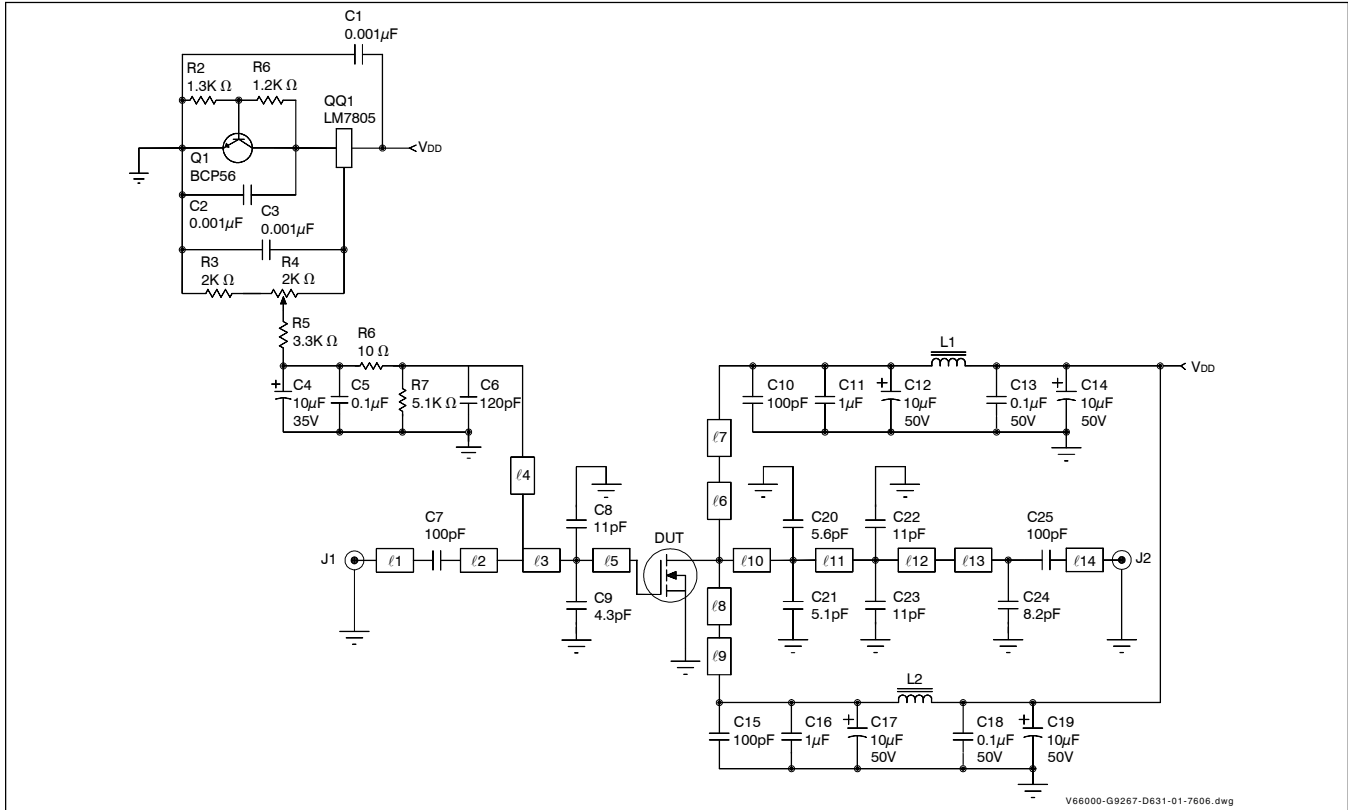 C1
0.001µF
R2
1.3K Ω
R6
1.2K Ω
QQ1
LM7805
VDD
Q1
BCP56
C2
0.001µF
C3
0.001µF
R3
2K Ω
R4
2K Ω
R5
3.3K Ω
R6
10 Ω
C4
10µF
35V
C5
0.1µF
R7
5.1K Ω
C6
120pF
L1
VDD
C10
100pF
C11
1µF
C12
10µF
50V
C13
0.1µF
50V
C14
10µF
50V
ℓ7
ℓ4
ℓ6
C7
100pF
C8
11pF
DUT
C20
5.6pF
C22
11pF
C25
100pF
J1
ℓ1
ℓ2
ℓ3
ℓ5
ℓ10
ℓ11
ℓ12
ℓ13
ℓ14
J2
C9
4.3pF
ℓ8
C21
5.1pF
C23
11pF
C24
8.2pF
ℓ9
L2
C15
100pF
C16
1µF
C17
10µF
50V
C18
0.1µF
50V
C19
10µF
50V
V66000-G9267-D631-01-7606.dwg